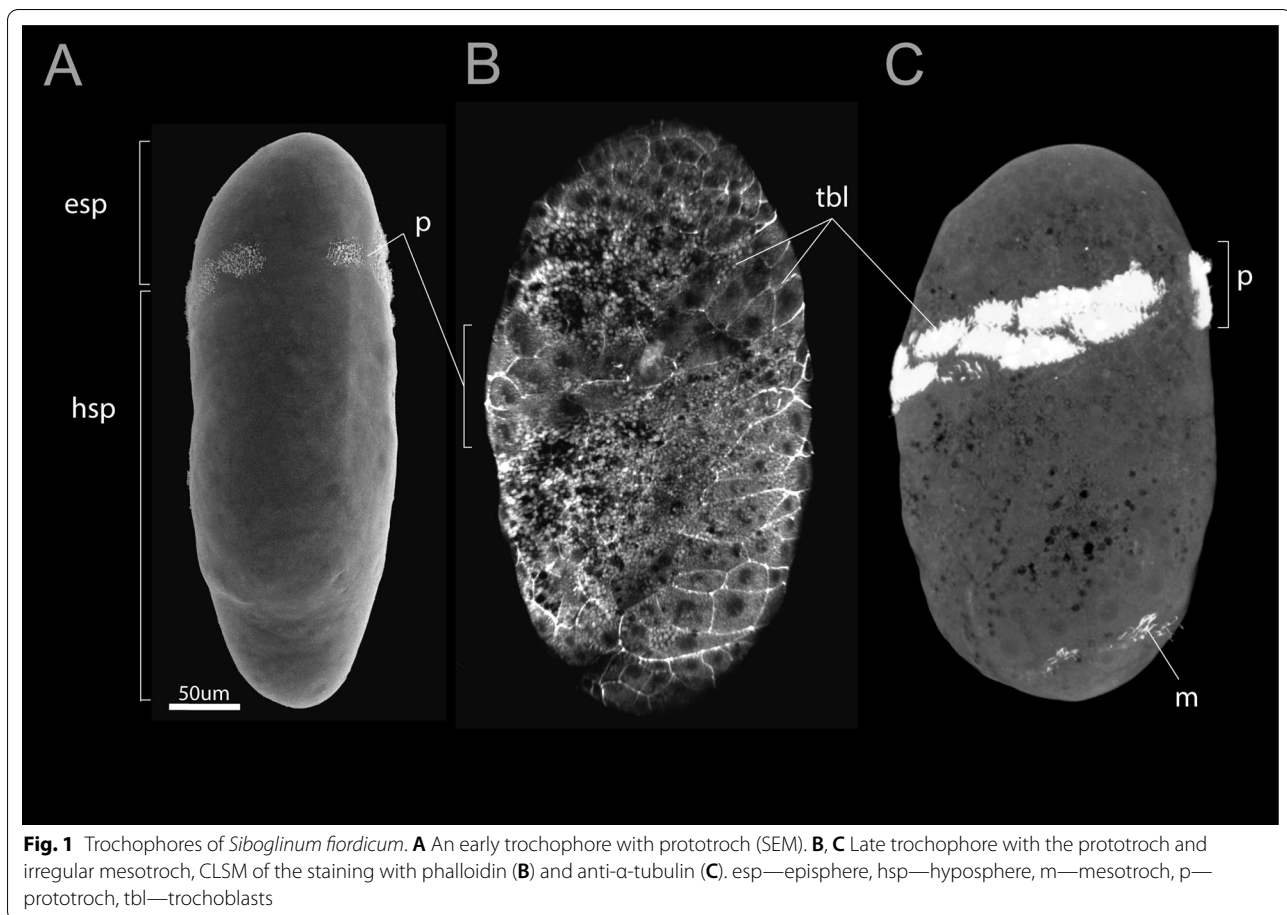 A
B
C
esp
p
tbl
p
hsp
50um
m
Fig. 1 Trochophores of Siboglinum fiordicum. A An early trochophore with prototroch (SEM). B, C Late trochophore with the prototroch and
irregular mesotroch, CLSM of the staining with phalloidin (B) and anti-α-tubulin (C). esp—episphere, hsp—hyposphere, m—mesotroch, p—
prototroch, tbl—trochoblasts